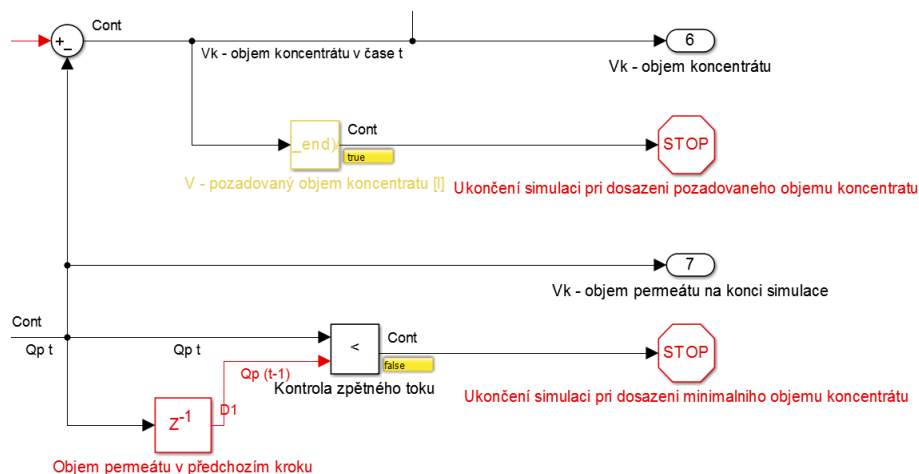 Cont
+_
Vk - objem koncentrátu v čase t
6
Vk - objem koncentrátu
_end)/
Cont
true
STOP
V - pozadovaný objem koncentratu [l]
Ukončení simulaci pri dosazeni pozadovaneho objemu koncentratu
7
Vk - objem permeátu na konci simulace
Cont
Qp t
Qp t
<
Cont
false
STOP
Qp (t-1)
Kontrola zpětného toku
Ukončení simulaci pri dosazeni minimalniho objemu koncentrátu
D1
Z-1
Objem permeátu v předchozím kroku